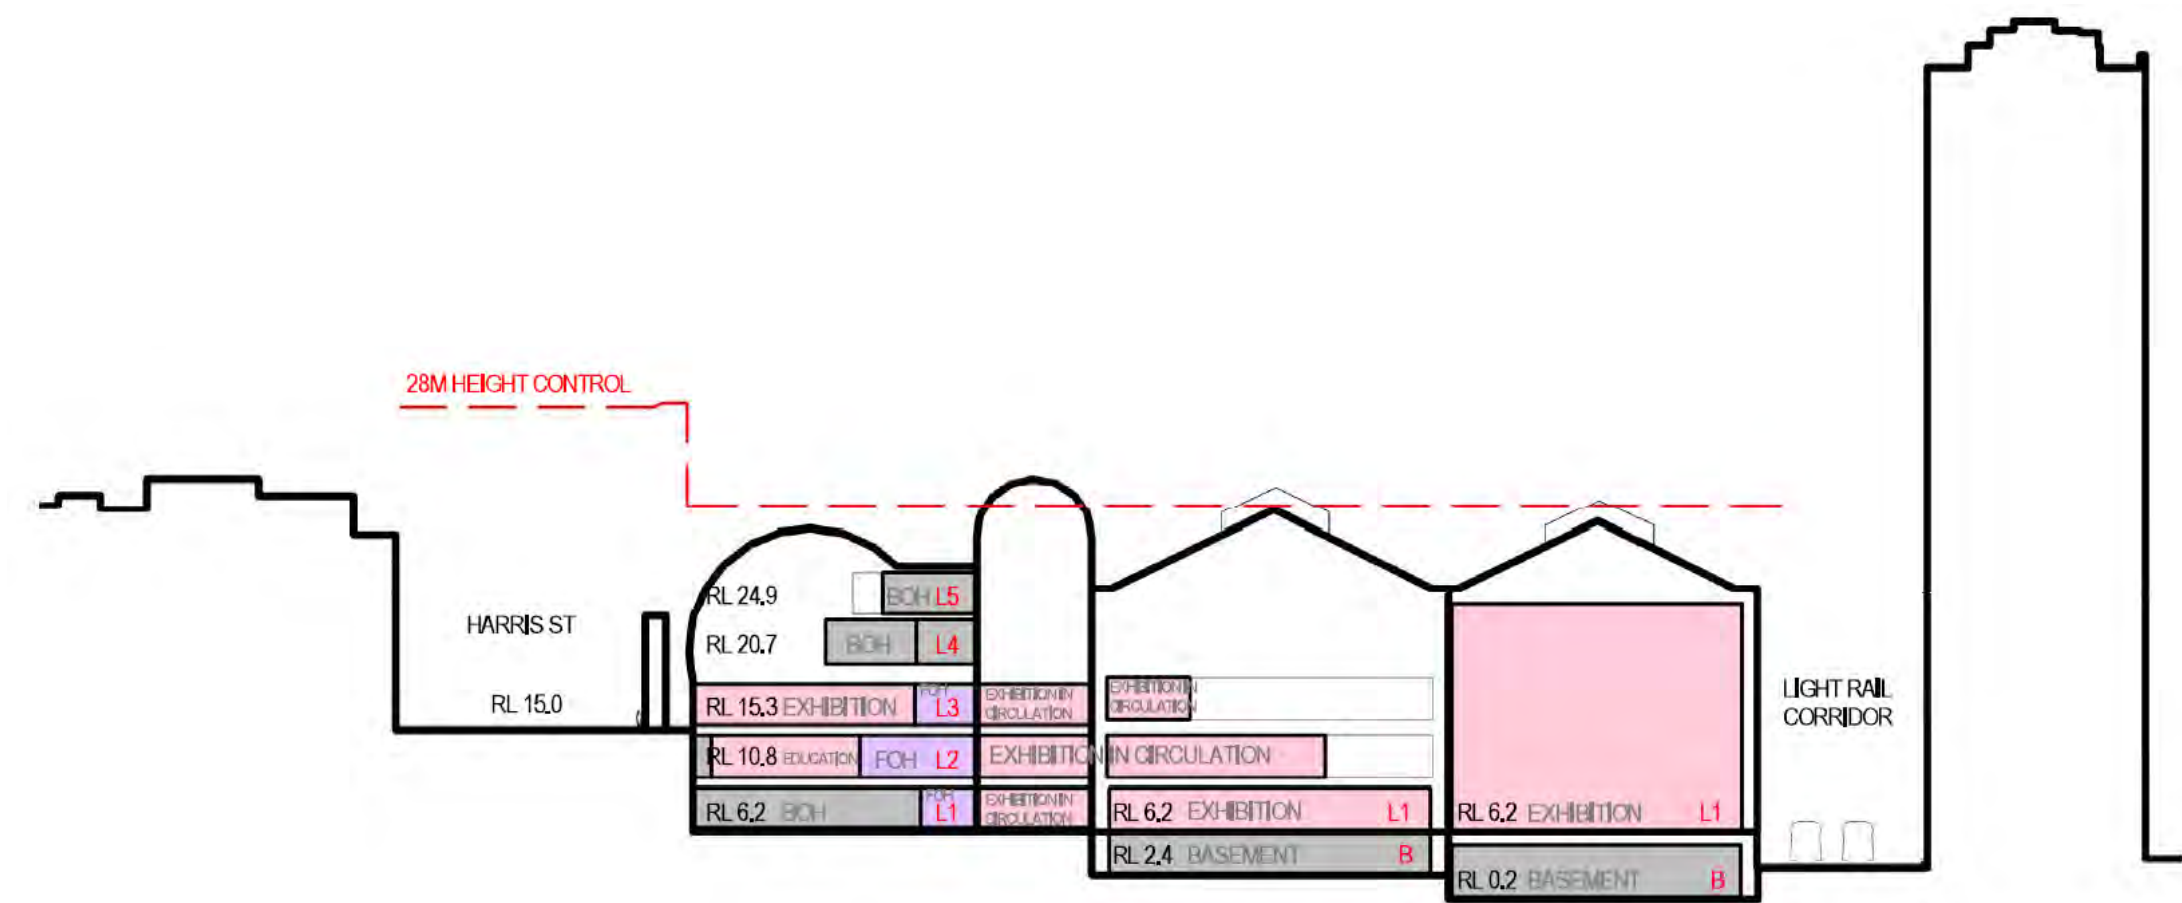 28M HEIGHT CONTROL
HARRIS ST
RL 15.0
RL 24.9 BOH L5
RL 20.7 BOH L4
FOH
RL 15.3 EXHIBITION L3
EXHIBITION IN
CIRCULATION
EXHIBITION IN
CIRCULATION
RL 10.8 EDUCATION FOH L2 EXHIBITION IN CIRCULATION
FOH
RL 6.2 BOH L1
EXHIBITION IN
CIRCULATION
RL 6.2 EXHIBITION L1
RL 6.2 EXHIBITION L1
RL 2.4 BASEMENT B
RL 0.2 BASEMENT B
LIGHT RAIL
CORRIDOR